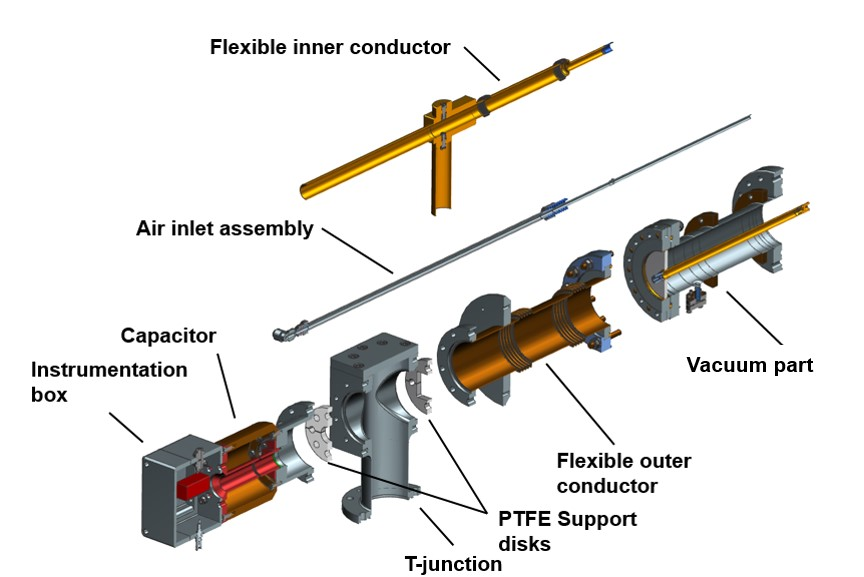 Flexible inner conductor
Air inlet assembly
Capacitor
Instrumentation
box
Vacuum part
Flexible outer
conductor
PTFE Support
disks
T-junction